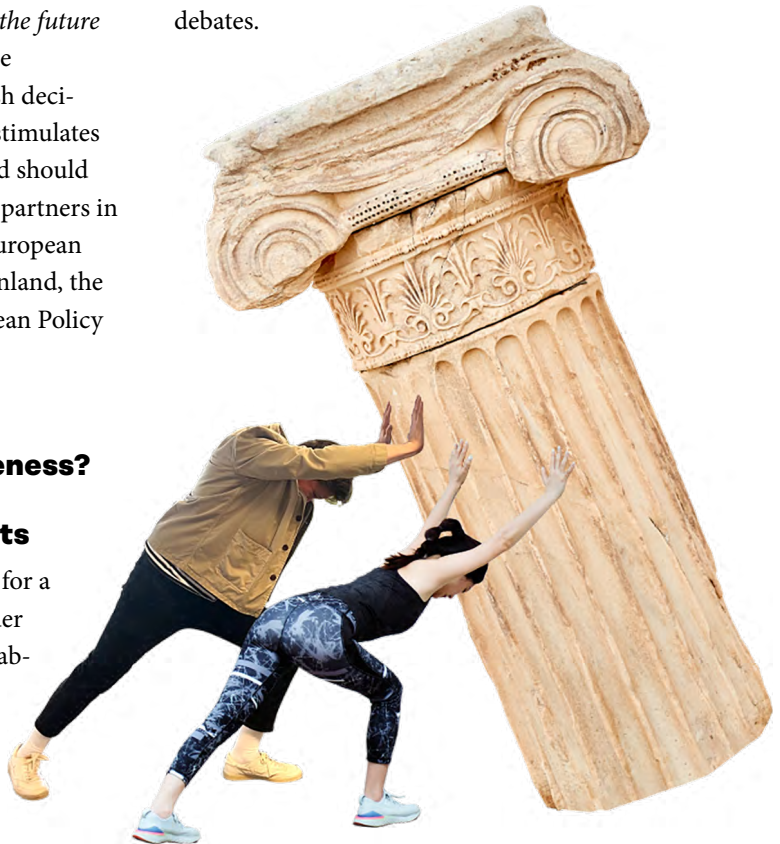 the future
e
h deci-
stimulates
d should
partners in
uropean
nland, the
ean Policy
debates.
eness?
ts
for a
er
ab-